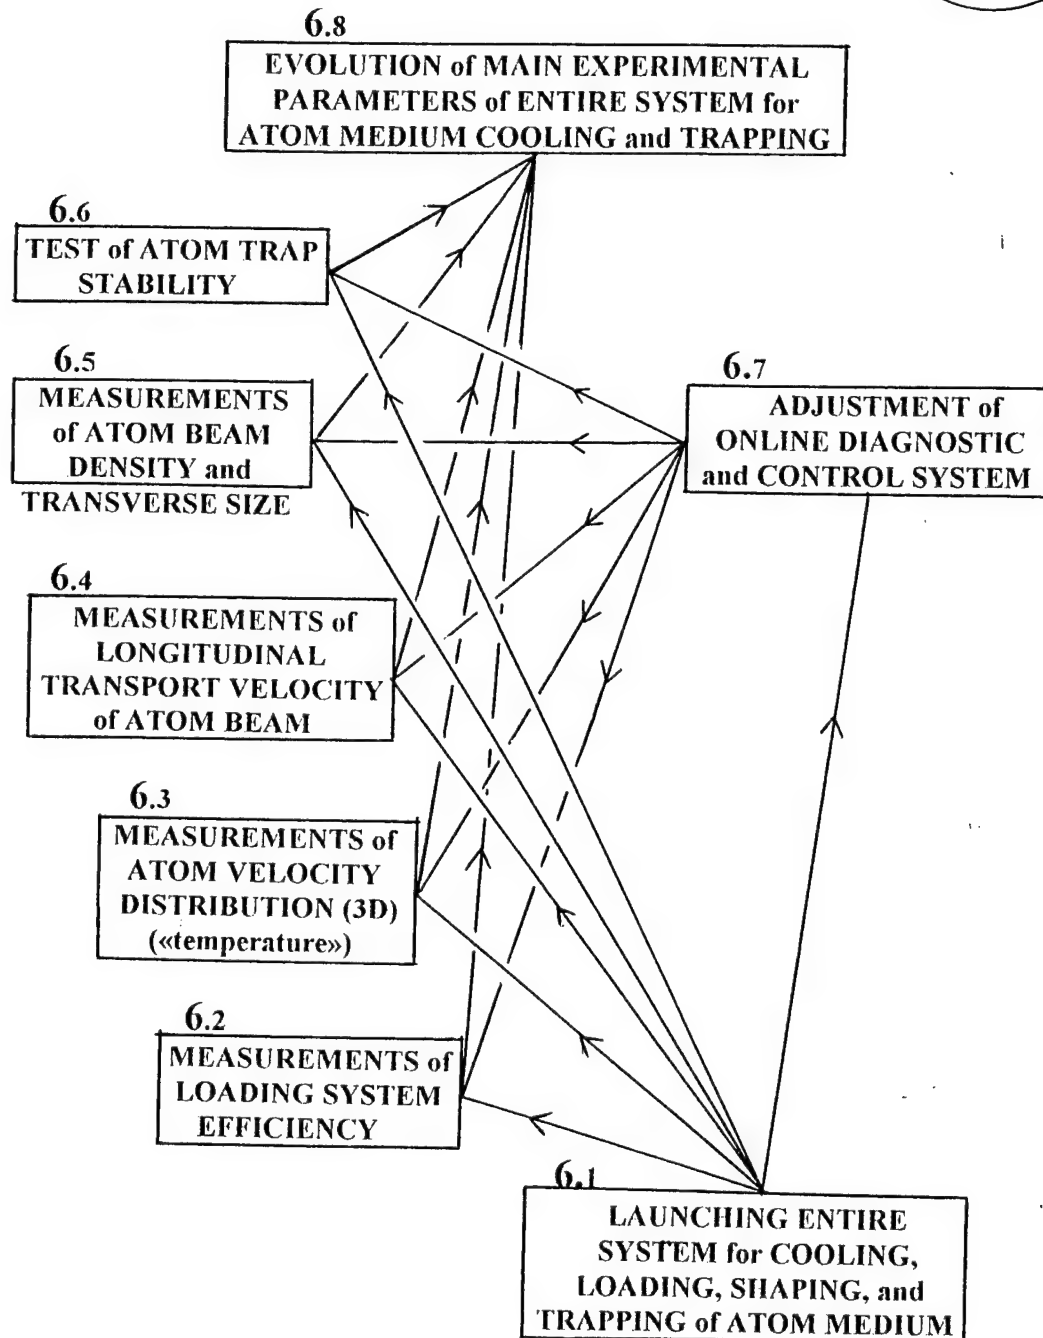 6.8
EVOLUTION of MAIN EXPERIMENTAL
PARAMETERS of ENTIRE SYSTEM for
ATOM MEDIUM COOLING and TRAPPING
6.6
TEST of ATOM TRAP
STABILITY
6.5
MEASUREMENTS
of ATOM BEAM
DENSITY and
TRANSVERSE SIZE
6.7
ADJUSTMENT of
ONLINE DIAGNOSTIC
and CONTROL SYSTEM
6.4
MEASUREMENTS of
LONGITUDINAL
TRANSPORT VELOCITY
of ATOM BEAM
6.3
MEASUREMENTS of
ATOM VELOCITY
DISTRIBUTION (3D)
(«temperature»)
6.2
MEASUREMENTS of
LOADING SYSTEM
EFFICIENCY
6.1
LAUNCHING ENTIRE
SYSTEM for COOLING,
LOADING, SHAPING, and
TRAPPING of ATOM MEDIUM